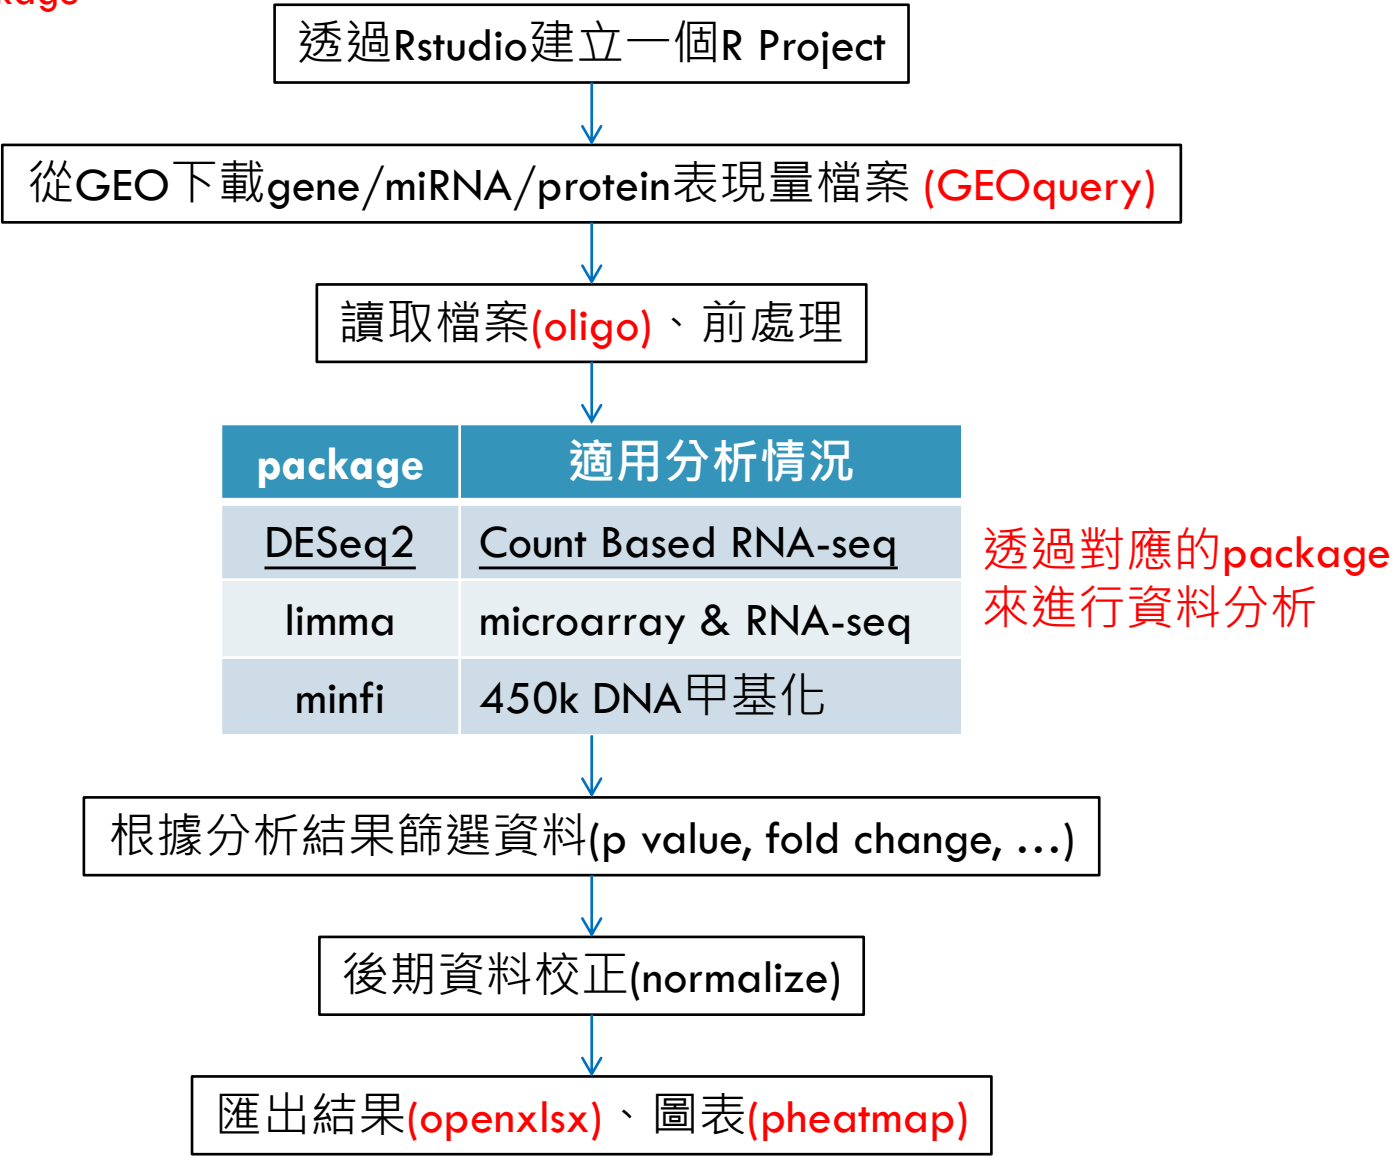 透過Rstudio建立一個R Project
從GEO下載gene/miRNA/protein表現量檔案 (GEOquery)
讀取檔案(oligo)、前處理
package 適用分析情況
DESeq2 Count Based RNA-seq
limma microarray & RNA-seq
minfi 450k DNA甲基化
透過對應的package
來進行資料分析
根據分析結果篩選資料(p value, fold change, ...)
後期資料校正(normalize)
匯出結果(openxlsx)、圖表(pheatmap)